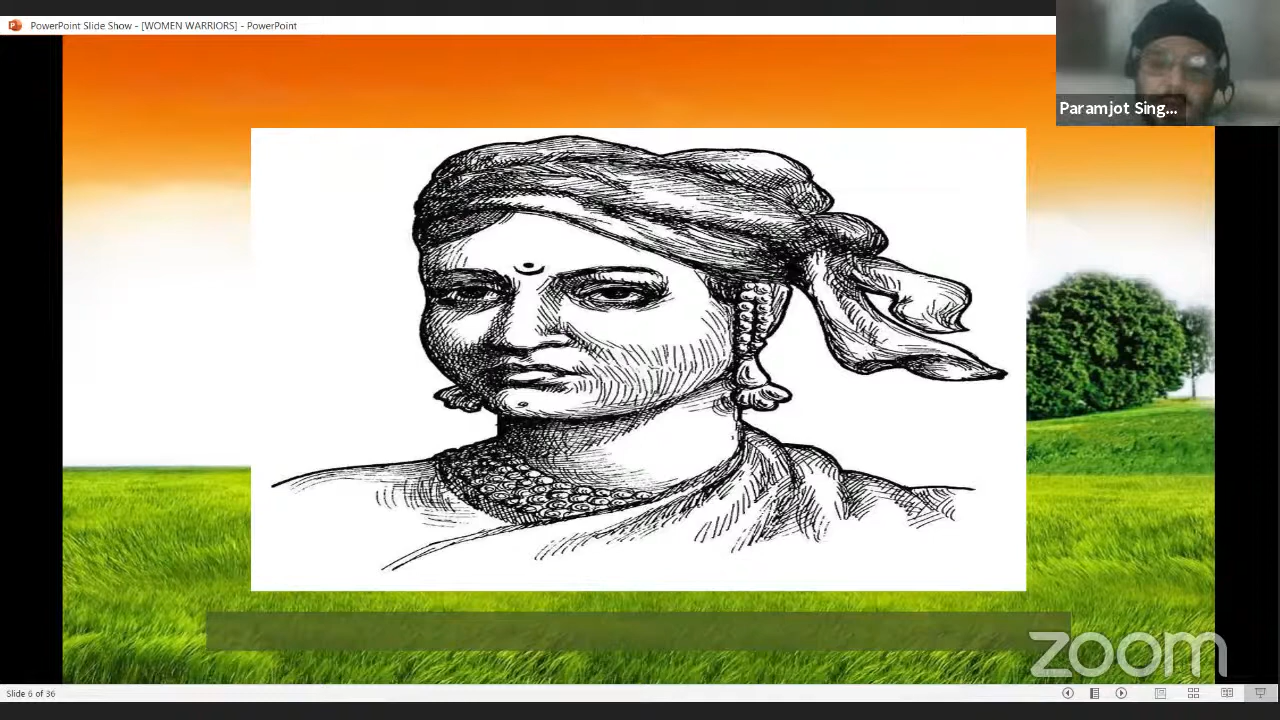 PowerPoint Slide Show - [WOMEN WARRIORS] - PowerPoint
Paramjot Sing...
zoom
Slide 6 of 36